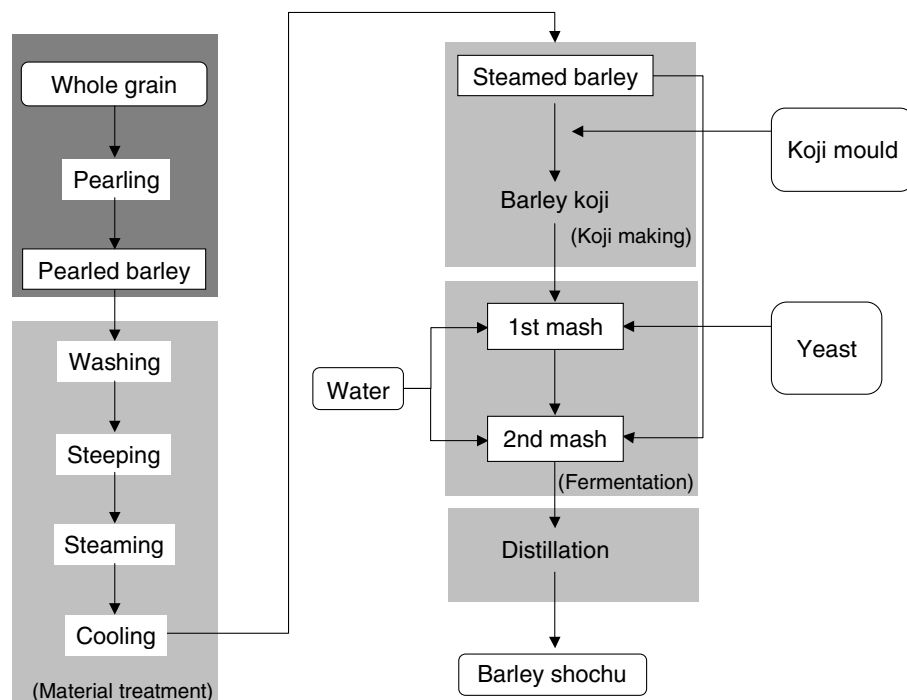 Whole grain
Pearling
Pearled barley
Washing
Steeping
Steaming
Cooling
(Material treatment)
Steamed barley
Koji mould
Barley koji
(Koji making)
1st mash
Yeast
Water
2nd mash
(Fermentation)
Distillation
Barley shochu